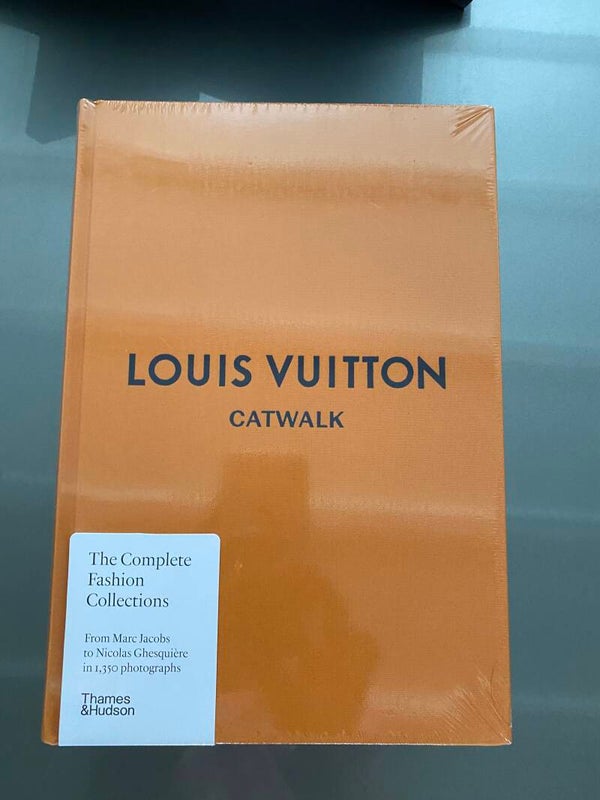 LOUIS VUITTON
CATWALK
The Complete
Fashion
Collections
From Marc Jacobs
to Nicolas Ghesquière
in 1,350 photographs
Thames
&Hudson